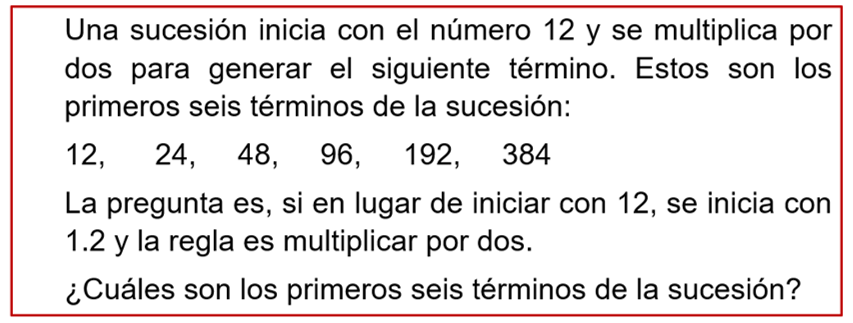 Una sucesión inicia con el número 12 y se multiplica por
dos para generar el siguiente término. Estos son los
primeros seis términos de la sucesión:
12, 24, 48, 96, 192, 384
La pregunta es, si en lugar de iniciar con 12, se inicia con
1.2 y la regla es multiplicar por dos.
¿Cuáles son los primeros seis términos de la sucesión?